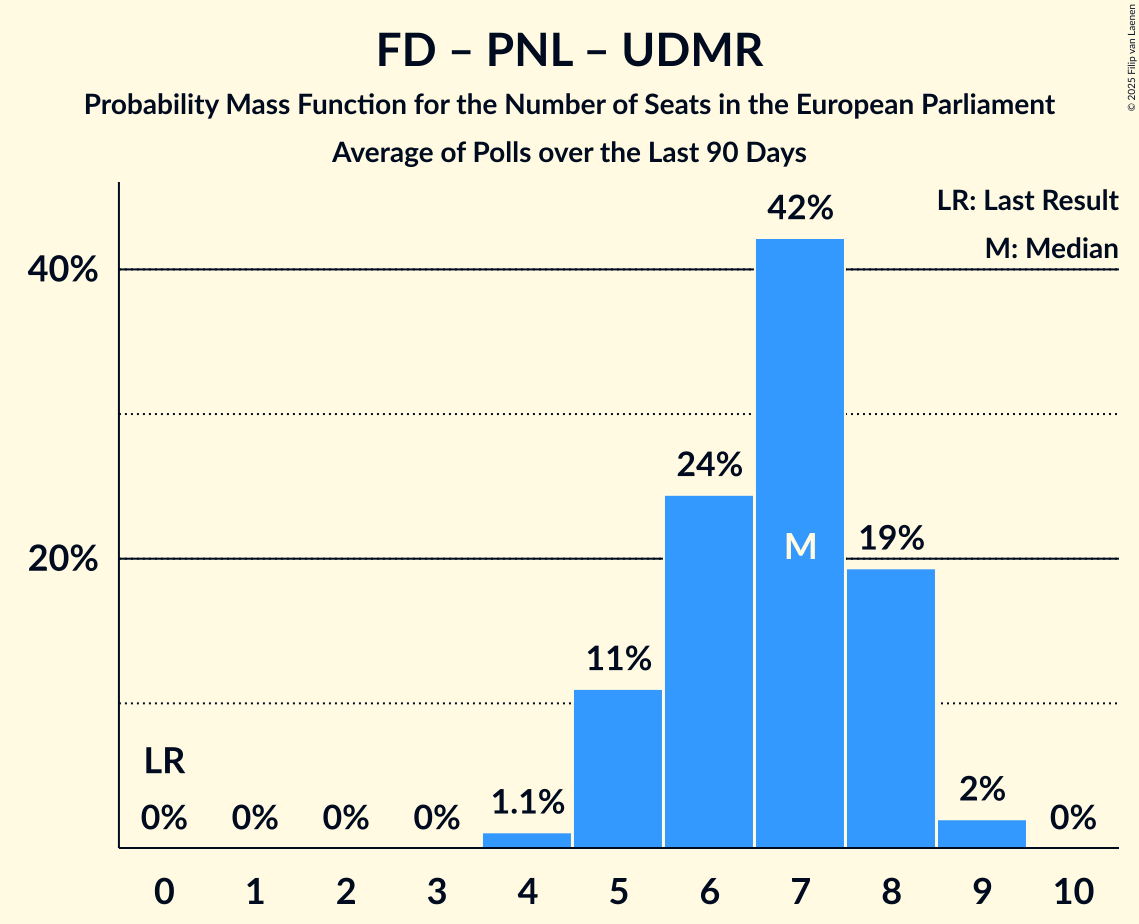 FD – PNL – UDMR
Probability Mass Function for the Number of Seats in the European Parliament
Average of Polls over the Last 90 Days
© 2025 Filip van Laenen
LR: Last Result
M: Median
40%
20%
LR
0%
0%
0%
0%
1.1%
11%
24%
42%
M
19%
2%
0%
0 1 2 3 4 5 6 7 8 9 10